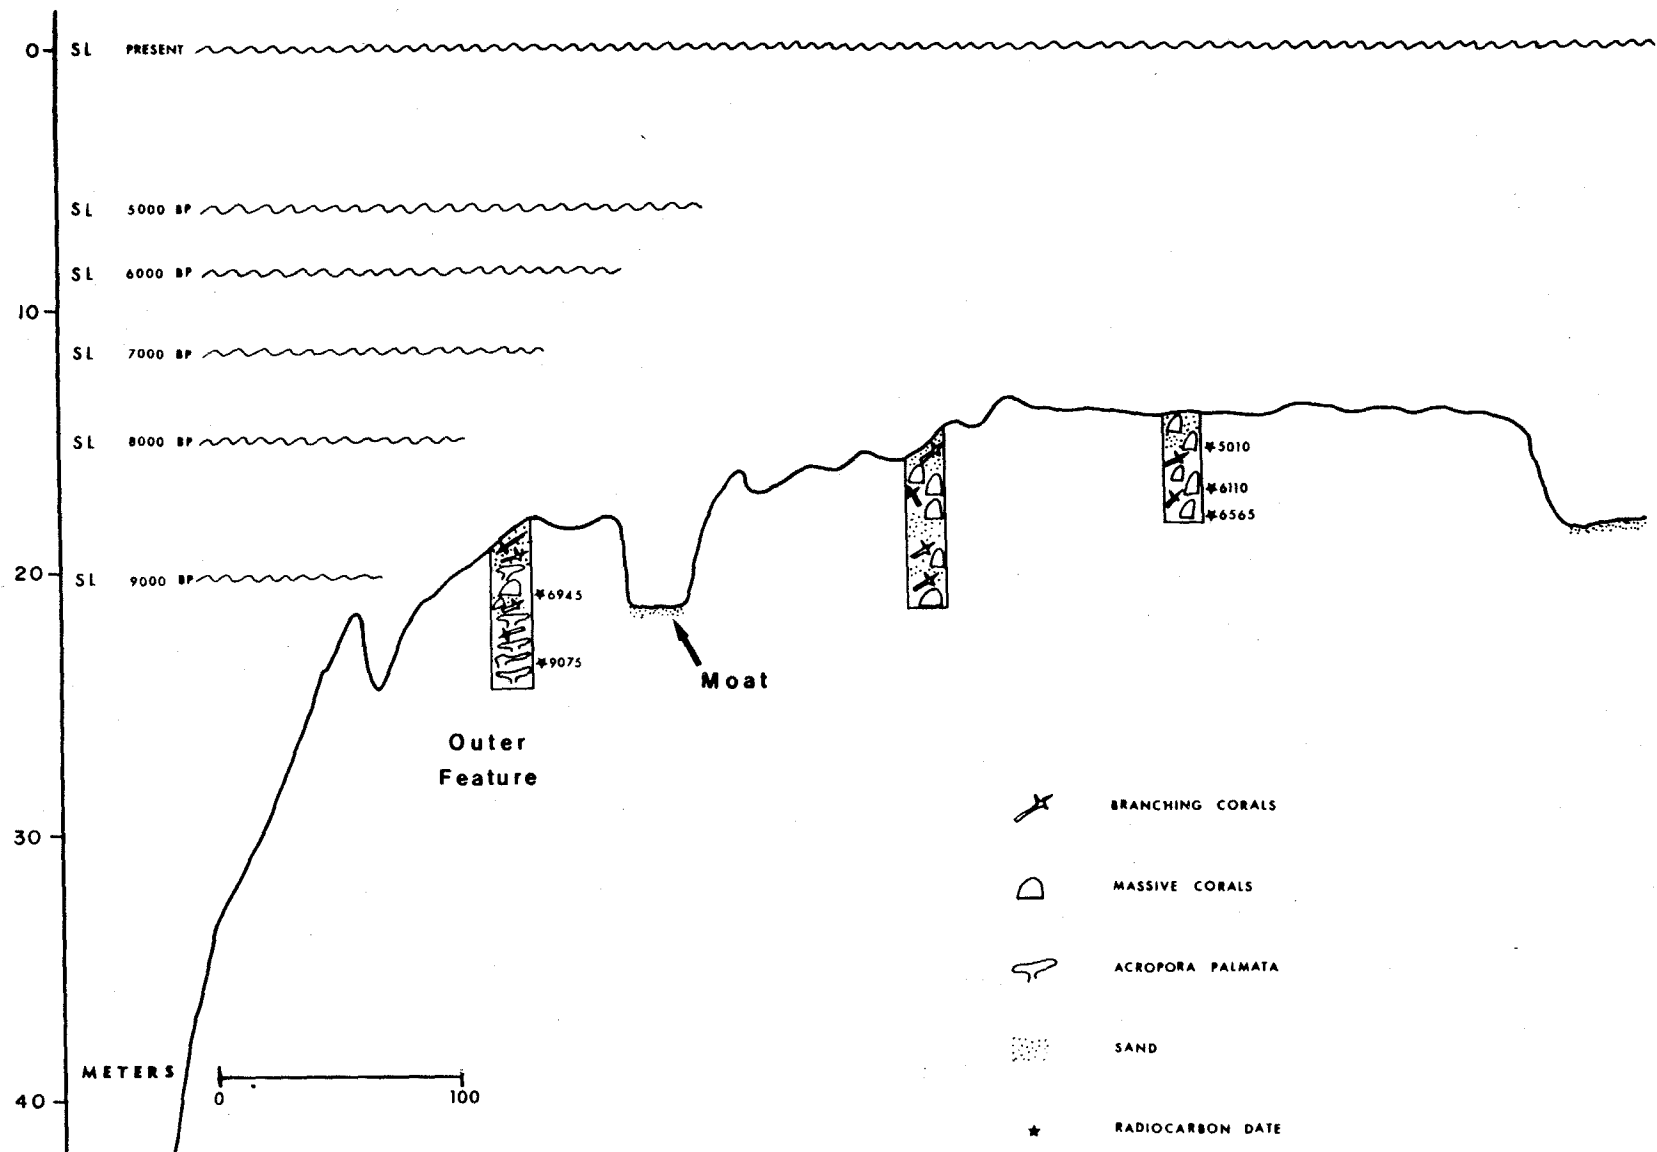 0 SL PRESENT
SL 5000 BP
SL 6000 BP
10
SL 7000 BP
SL 8000 BP
★5010
★6110
★6565
20 SL 9000 BP
★6945
★9075
Moat
Outer
Feature
BRANCHING CORALS
30
MASSIVE CORALS
ACROPORA PALMATA
SAND
METERS
0 100
40
★ RADIOCARBON DATE